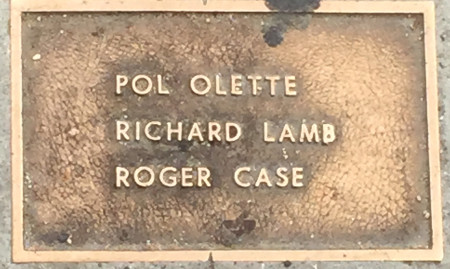 POL OLETTE
RICHARD LAMB
ROGER CASE